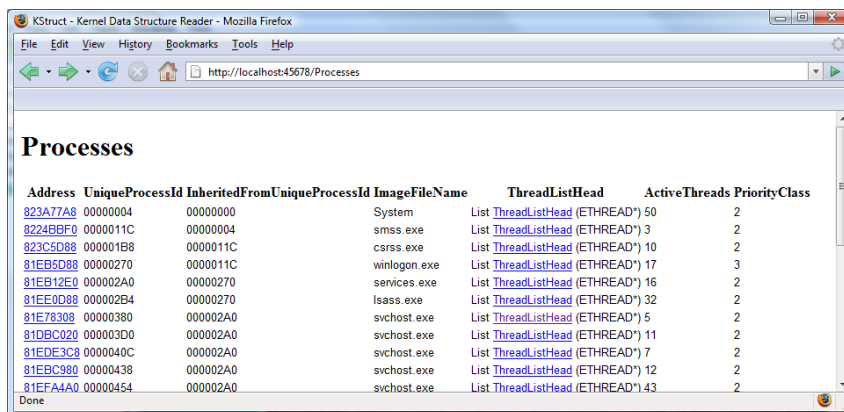 KStruct - Kernel Data Structure Reader - Mozilla Firefox
File Edit View History Bookmarks Tools Help
http://localhost:45678/Processes
Processes
Address UniqueProcessId InheritedFromUniqueProcessId ImageFileName ThreadListHead ActiveThreads PriorityClass
823A77A8 00000004 00000000 System List ThreadListHead (ETHREAD*) 50 2
8224BBF0 0000011C 00000004 smss.exe List ThreadListHead (ETHREAD*) 3 2
823C5D88 000001B8 0000011C csrss.exe List ThreadListHead (ETHREAD*) 10 2
81EB5D88 00000270 0000011C winlogon.exe List ThreadListHead (ETHREAD*) 17 3
81EB12E0 000002A0 00000270 services.exe List ThreadListHead (ETHREAD*) 16 2
81EE0D88 000002B4 00000270 lsass.exe List ThreadListHead (ETHREAD*) 32 2
81E78308 00000380 000002A0 svchost.exe List ThreadListHead (ETHREAD*) 5 2
81DBC020 000003D0 000002A0 svchost.exe List ThreadListHead (ETHREAD*) 11 2
81EDE3C8 0000040C 000002A0 svchost.exe List ThreadListHead (ETHREAD*) 7 2
81EBC980 00000438 000002A0 svchost.exe List ThreadListHead (ETHREAD*) 12 2
81EFA4A0 00000454 000002A0 svchost.exe List ThreadListHead (ETHREAD*) 43 2
Done